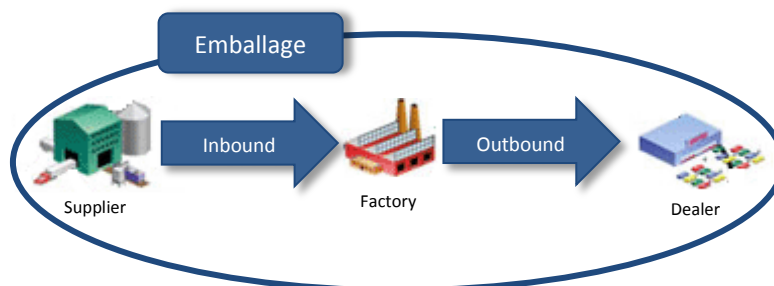 Emballage
Inbound
Outbound
Supplier
Factory
Dealer